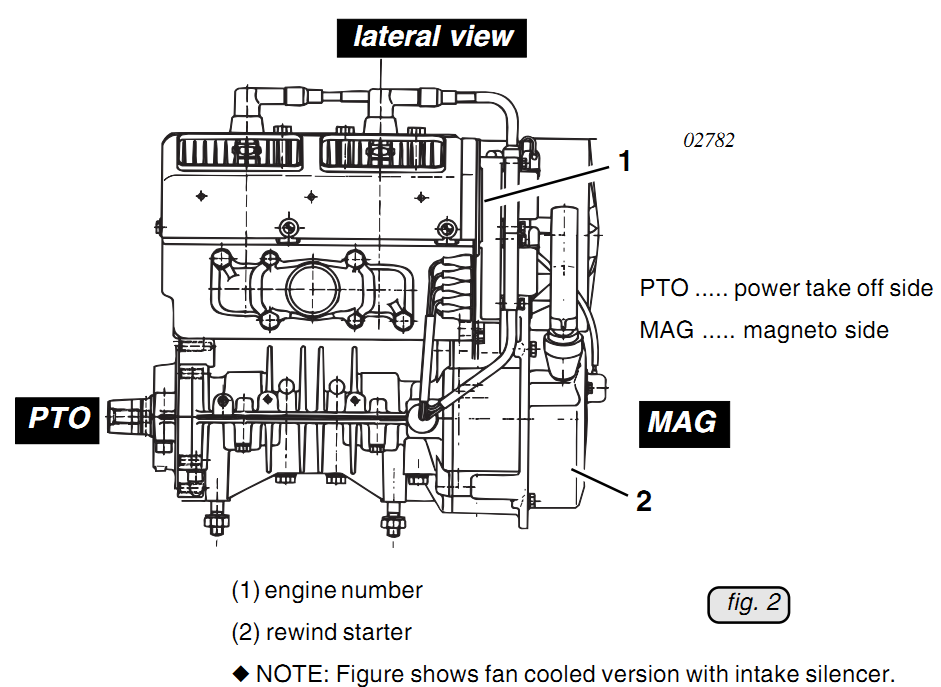 lateral view
02782
1
PTO ..... power take off side
MAG ..... magneto side
PTO
MAG
2
(1) engine number
(2) rewind starter
fig. 2
◆ NOTE: Figure shows fan cooled version with intake silencer.